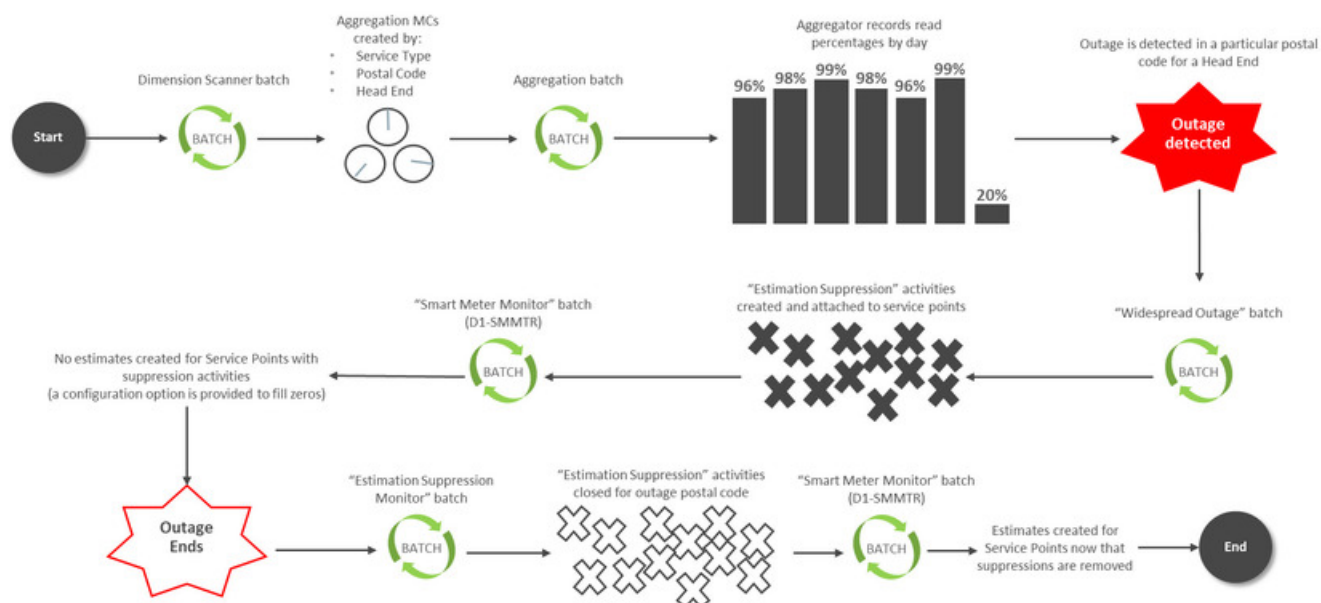 Start
Dimension Scanner batch
BATCH
Aggregation MCs
created by:
• Service Type
• Postal Code
• Head End
Aggregation batch
BATCH
Aggregator records read
percentages by day
96%
98%
99%
98%
96%
99%
20%
Outage is detected in a particular postal
code for a Head End
Outage
detected
"Widespread Outage" batch
BATCH
"Estimation Suppression" activities
created and attached to service points
"Smart Meter Monitor" batch
(D1-SMMTR)
BATCH
No estimates created for Service Points with
suppression activities
(a configuration option is provided to fill zeros)
Outage
Ends
"Estimation Suppression
Monitor" batch
BATCH
"Estimation Suppression" activities
closed for outage postal code
"Smart Meter Monitor" batch
(D1-SMMTR)
BATCH
Estimates created for
Service Points now that
suppressions are removed
End